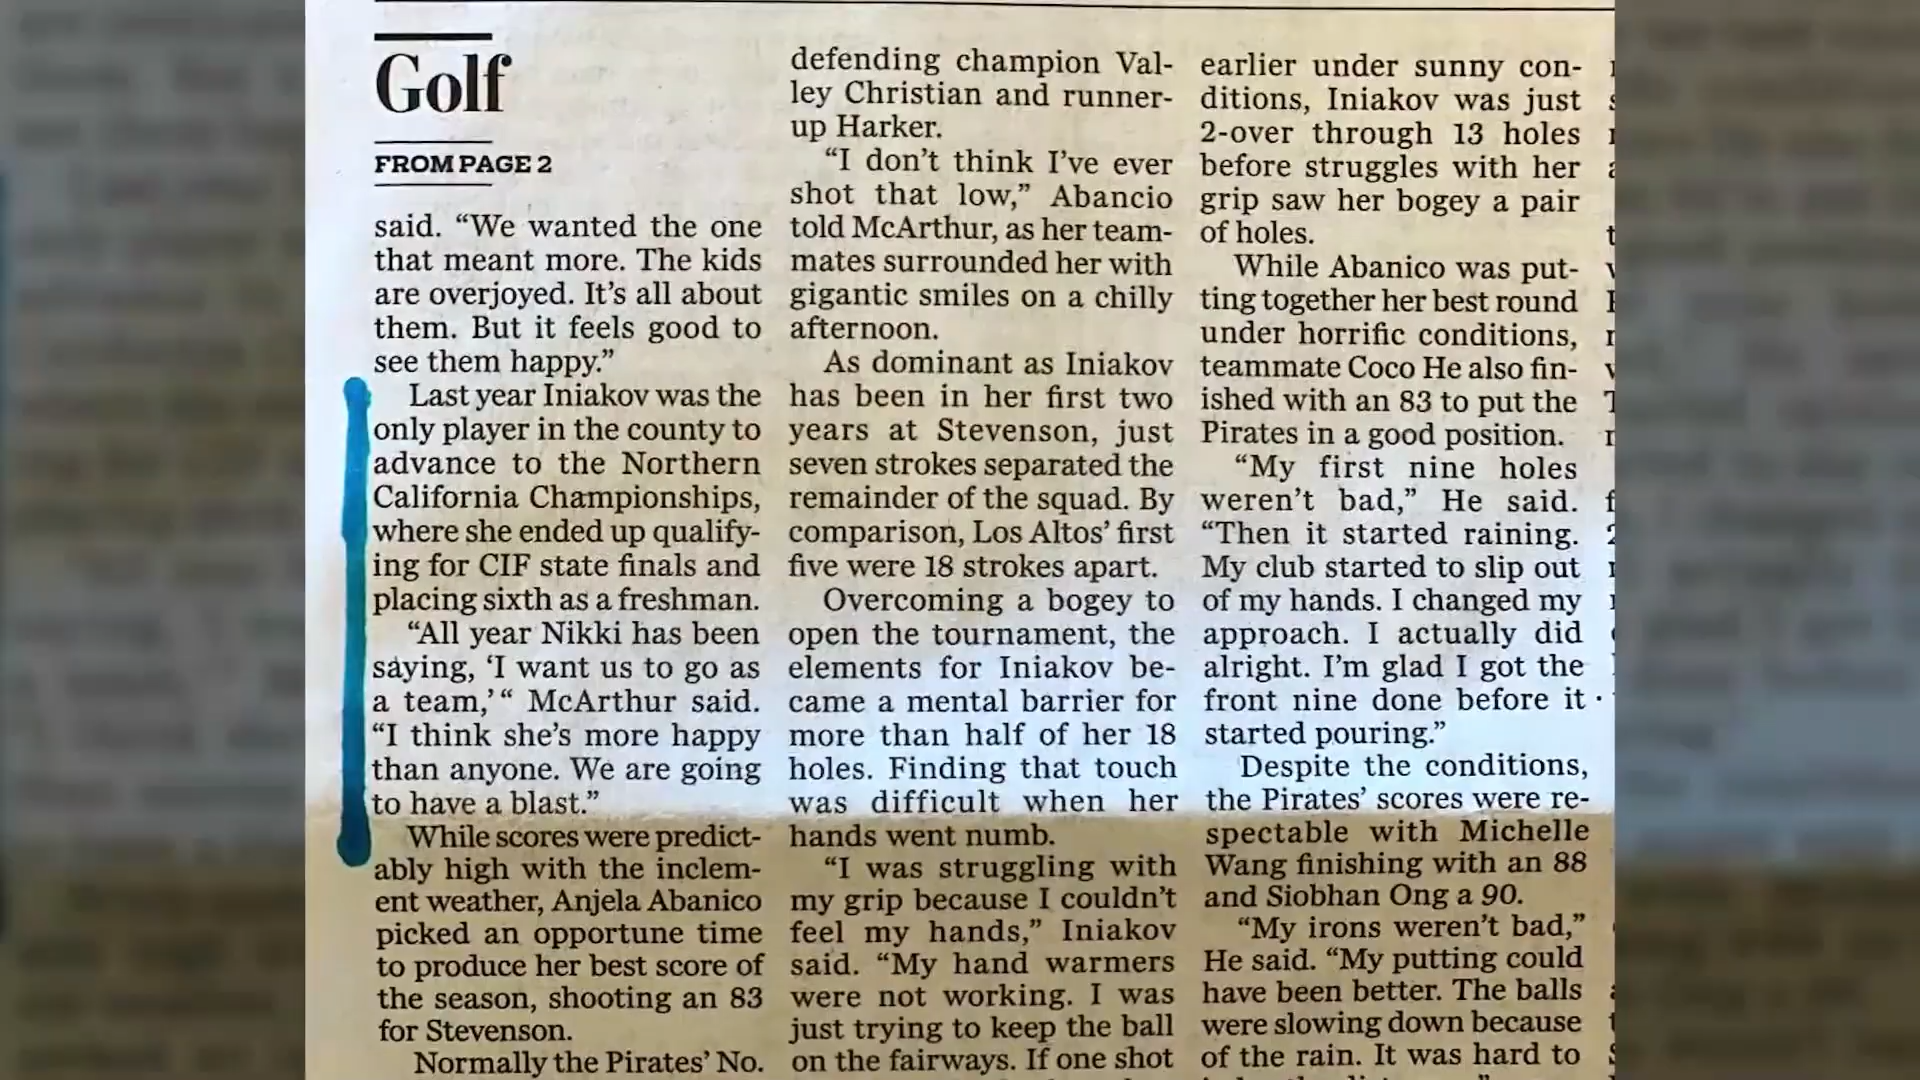 Golf
FROM PAGE 2
said. “We wanted the one
that meant more. The kids
are overjoyed. It’s all about
them. But it feels good to
see them happy.”
Last year Iniakov was the
only player in the county to
advance to the Northern
California Championships,
where she ended up qualify-
ing for CIF state finals and
placing sixth as a freshman.
“All year Nikki has been
saying, ‘I want us to go as
a team,’“ McArthur said.
“I think she’s more happy
than anyone. We are going
to have a blast.”
While scores were predict-
ably high with the inclem-
ent weather, Anjela Abanico
picked an opportune time
to produce her best score of
the season, shooting an 83
for Stevenson.
Normally the Pirates’ No.
defending champion Val-
ley Christian and runner-
up Harker.
“I don’t think I’ve ever
shot that low,” Abancio
told McArthur, as her team-
mates surrounded her with
gigantic smiles on a chilly
afternoon.
As dominant as Iniakov
has been in her first two
years at Stevenson, just
seven strokes separated the
remainder of the squad. By
comparison, Los Altos’ first
five were 18 strokes apart.
Overcoming a bogey to
open the tournament, the
elements for Iniakov be-
came a mental barrier for
more than half of her 18
holes. Finding that touch
was difficult when her
hands went numb.
“I was struggling with
my grip because I couldn’t
feel my hands,” Iniakov
said. “My hand warmers
were not working. I was
just trying to keep the ball
on the fairways. If one shot
earlier under sunny con-
ditions, Iniakov was just
2-over through 13 holes
before struggles with her
grip saw her bogey a pair
of holes.
While Abanico was put-
ting together her best round
under horrific conditions,
teammate Coco He also fin-
ished with an 83 to put the
Pirates in a good position.
“My first nine holes
weren’t bad,” He said.
“Then it started raining.
My club started to slip out
of my hands. I changed my
approach. I actually did
alright. I’m glad I got the
front nine done before it
started pouring.”
Despite the conditions,
the Pirates’ scores were re-
spectable with Michelle
Wang finishing with an 88
and Siobhan Ong a 90.
“My irons weren’t bad,”
He said. “My putting could
have been better. The balls
were slowing down because
of the rain. It was hard to